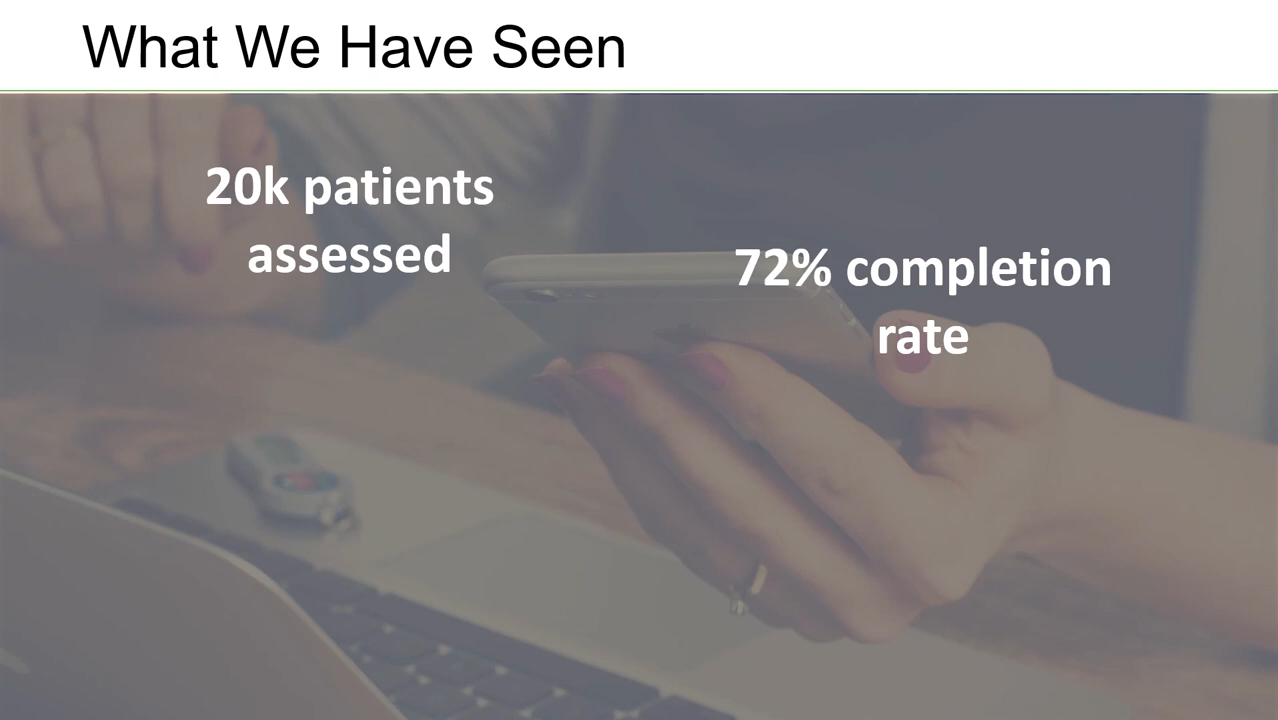 What We Have Seen
20k patients
assessed
72% completion
rate